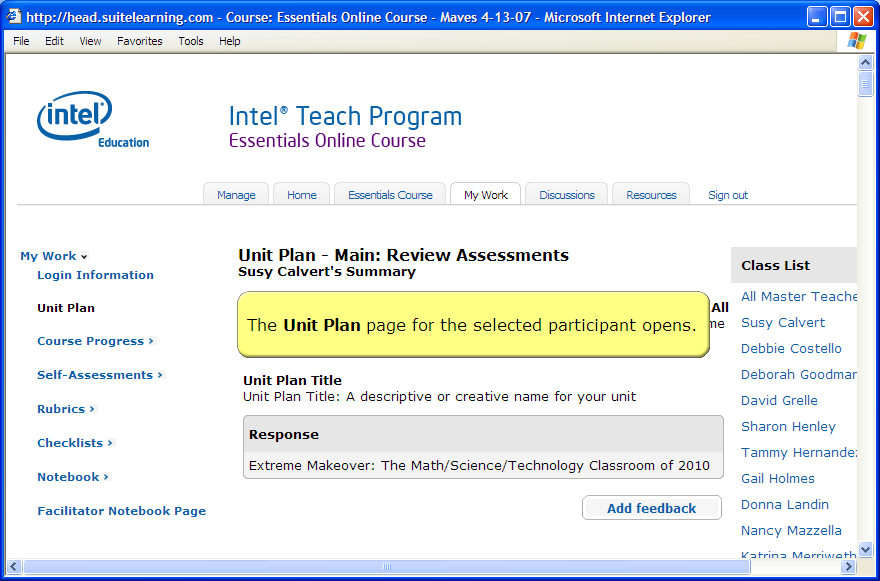 http://head.suitelearning.com - Course: Essentials Online Course - Maves 4-13-07 - Microsoft Internet Explorer
File Edit View Favorites Tools Help
intel®
Education
Intel® Teach Program
Essentials Online Course
Manage Home Essentials Course My Work Discussions Resources Sign out
My Work
Login Information
Unit Plan
Course Progress ›
Self-Assessments ›
Rubrics ›
Checklists ›
Notebook ›
Facilitator Notebook Page
Unit Plan - Main: Review Assessments
Susy Calvert's Summary
All
me
The Unit Plan page for the selected participant opens.
Unit Plan Title
Unit Plan Title: A descriptive or creative name for your unit
Response
Extreme Makeover: The Math/Science/Technology Classroom of 2010
Add feedback
Class List
All Master Teache
Susy Calvert
Debbie Costello
Deborah Goodmar
David Grelle
Sharon Henley
Tammy Hernandez
Gail Holmes
Donna Landin
Nancy Mazzella
Katrina Merriweth